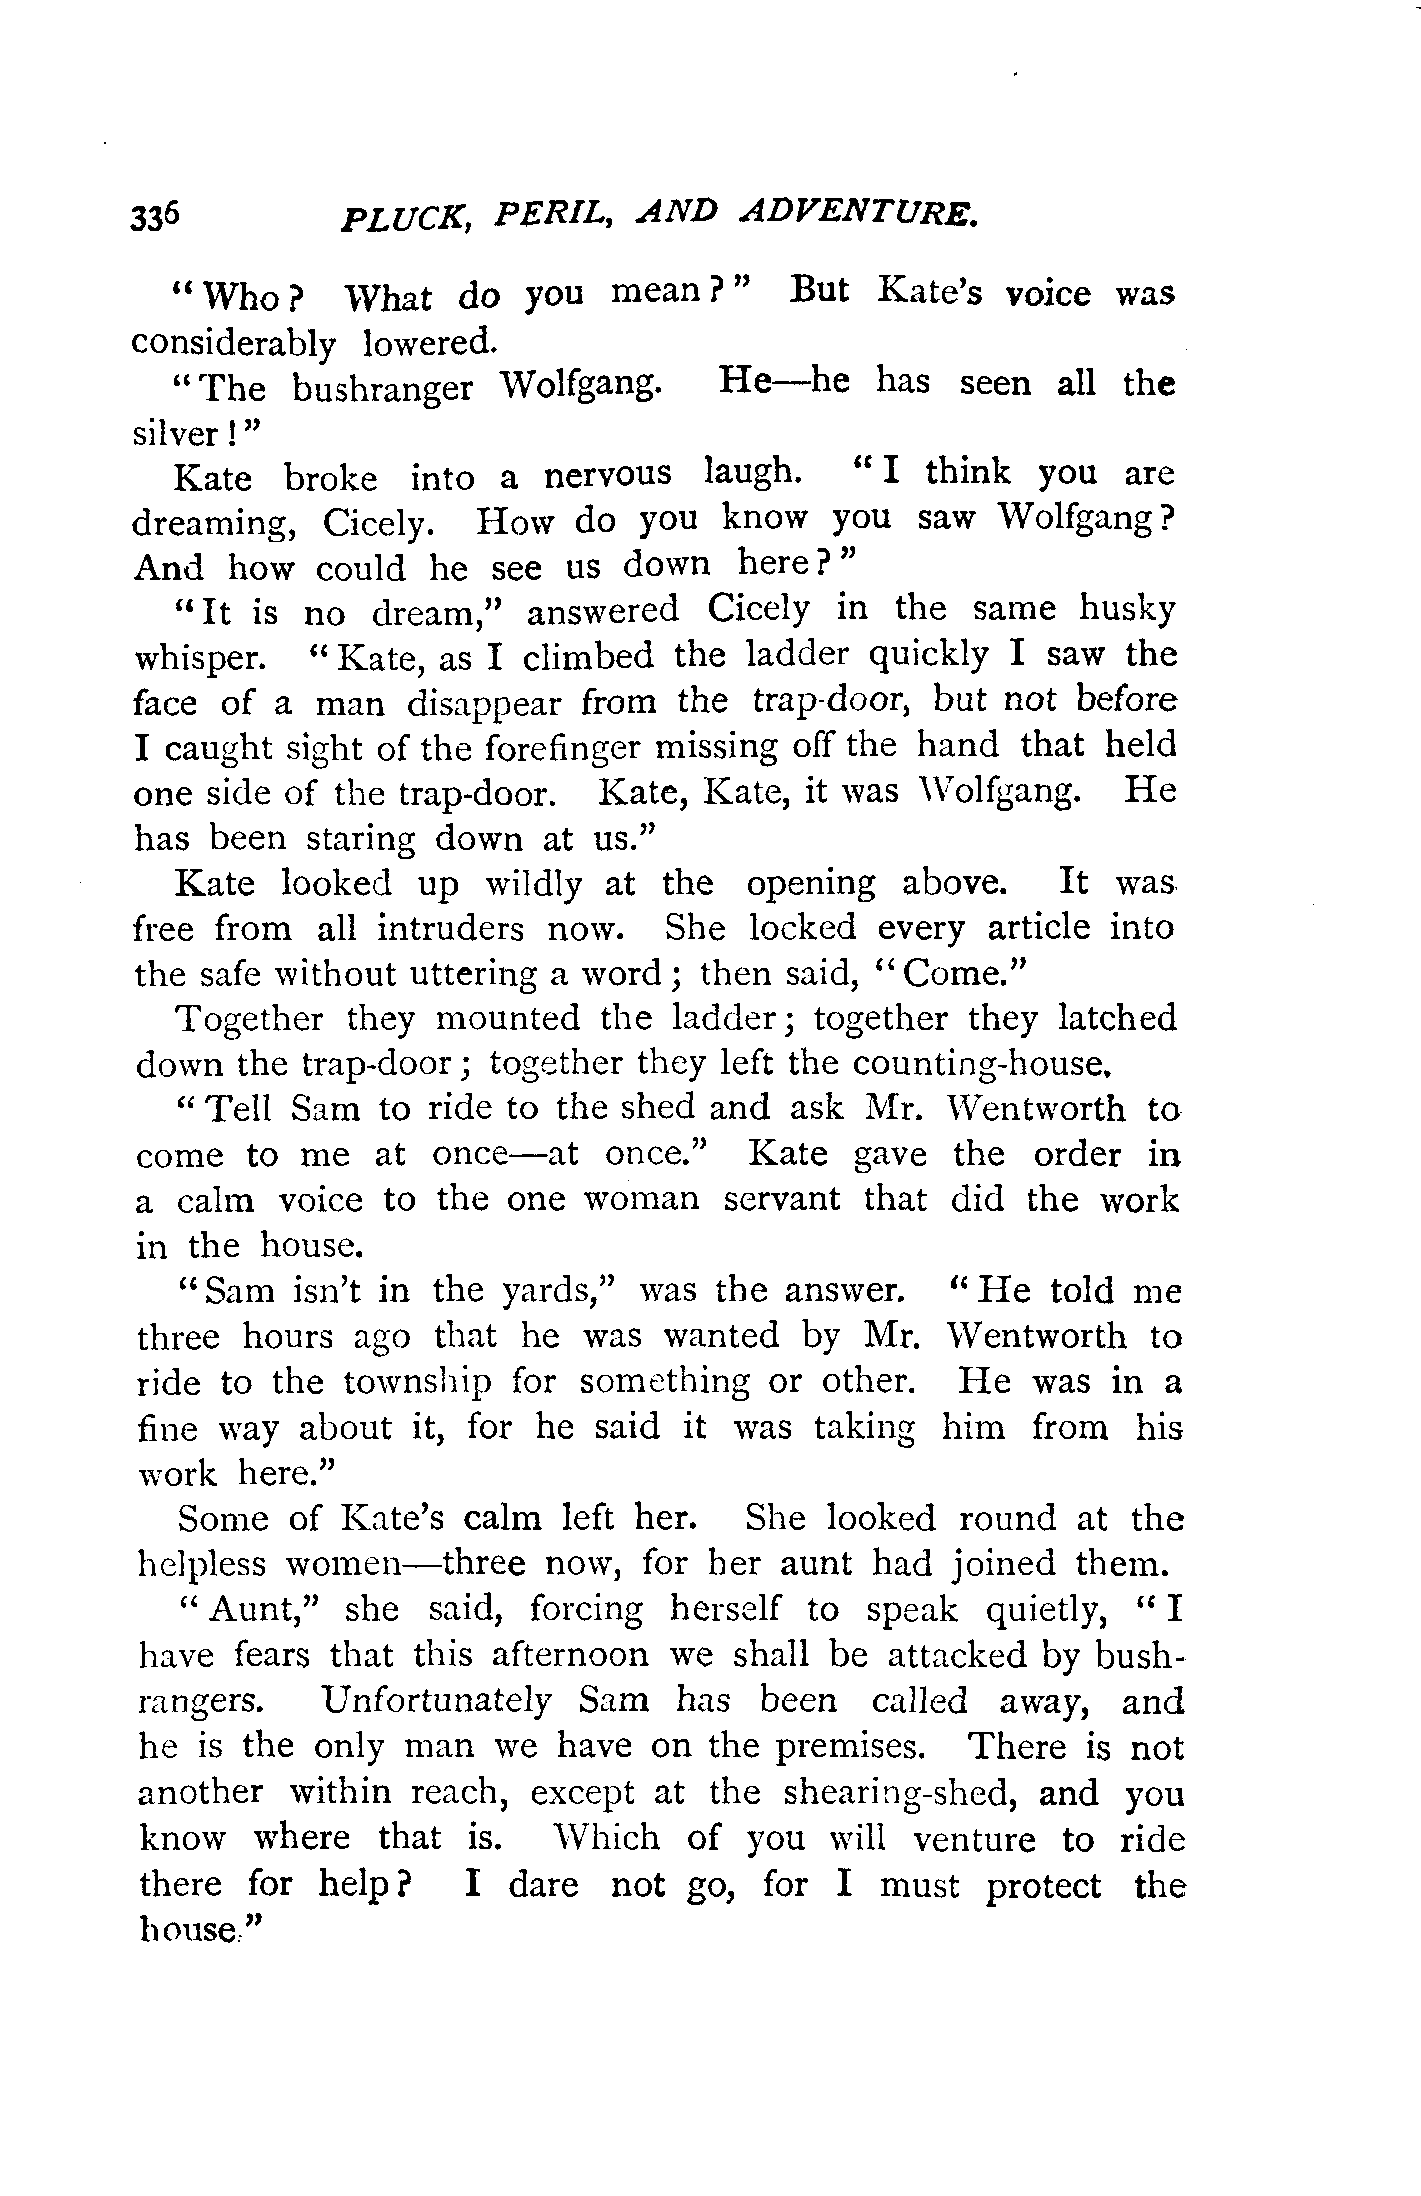 336 PLUCK, PERIL, AND ADVENTURE.
"Who? What do you mean?" But Kate's voice was
considerably lowered.
"The bushranger Wolfgang. He—he has seen all the
silver!"
Kate broke into a nervous laugh. "I think you are
dreaming, Cicely. How do you know you saw Wolfgang?
And how could he see us down here?"
"It is no dream," answered Cicely in the same husky
whisper. "Kate, as I climbed the ladder quickly I saw the
face of a man disappear from the trap-door, but not before
I caught sight of the forefinger missing off the hand that held
one side of the trap-door. Kate, Kate, it was Wolfgang. He
has been staring down at us."
Kate looked up wildly at the opening above. It was
free from all intruders now. She locked every article into
the safe without uttering a word; then said, "Come."
Together they mounted the ladder; together they latched
down the trap-door; together they left the counting-house.
"Tell Sam to ride to the shed and ask Mr. Wentworth to
come to me at once—at once." Kate gave the order in
a calm voice to the one woman servant that did the work
in the house.
"Sam isn't in the yards," was the answer. "He told me
three hours ago that he was wanted by Mr. Wentworth to
ride to the township for something or other. He was in a
fine way about it, for he said it was taking him from his
work here."
Some of Kate's calm left her. She looked round at the
helpless women—three now, for her aunt had joined them.
"Aunt," she said, forcing herself to speak quietly, "I
have fears that this afternoon we shall be attacked by bush-
rangers. Unfortunately Sam has been called away, and
he is the only man we have on the premises. There is not
another within reach, except at the shearing-shed, and you
know where that is. Which of you will venture to ride
there for help? I dare not go, for I must protect the
house."